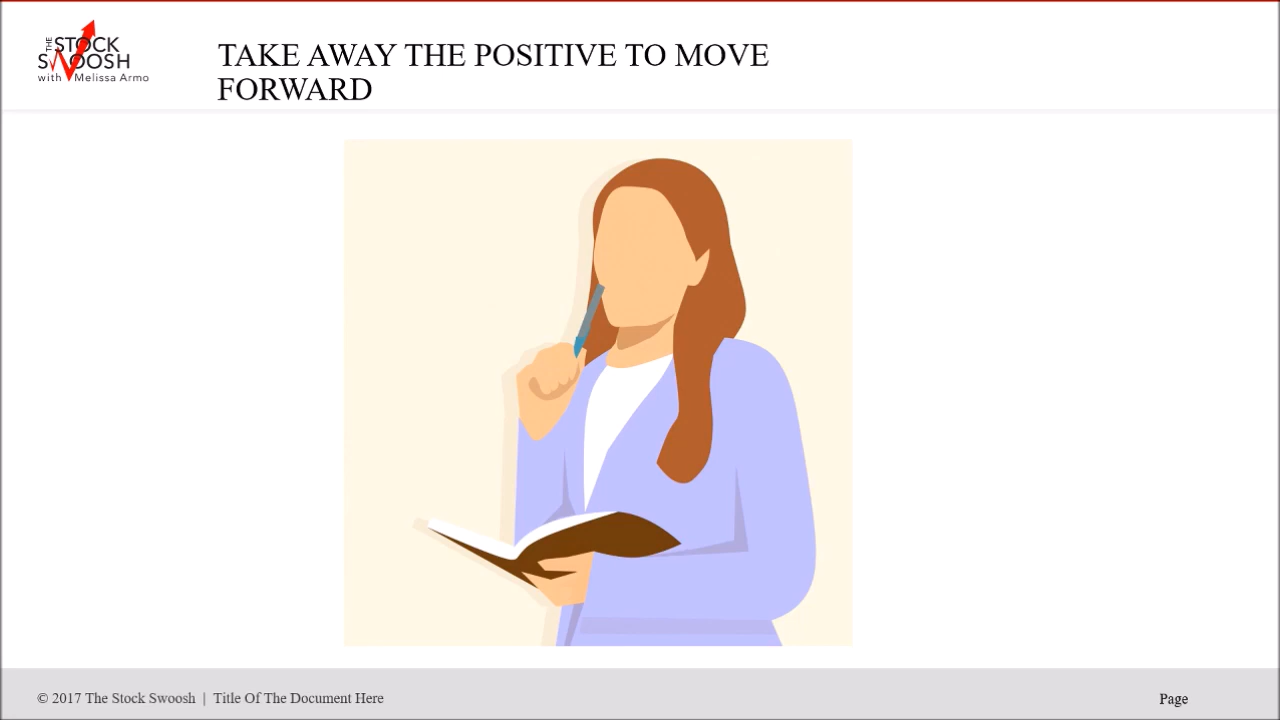 THE
STOCK
SWOOSH
with Melissa Armo
TAKE AWAY THE POSITIVE TO MOVE
FORWARD
© 2017 The Stock Swoosh | Title Of The Document Here
Page